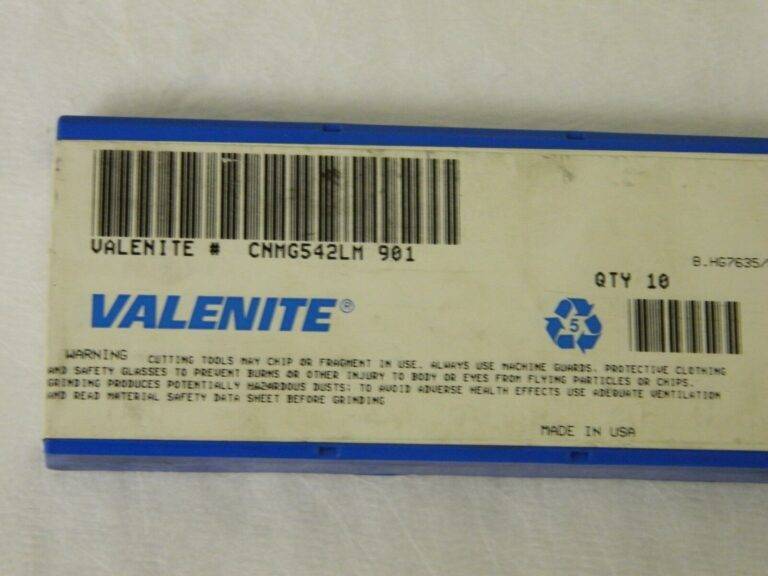 VALENITE # CNMG542LM 901
B.HG7635/
QTY 10
VALENITE®
5
WARNING CUTTING TOOLS MAY CHIP OR FRAGMENT IN USE. ALWAYS USE MACHINE GUARDS. PROTECTIVE CLOTHING
AND SAFETY GLASSES TO PREVENT BURNS OR OTHER INJURY TO BODY OR EYES FROM FLYING PARTICLES OR CHIPS.
GRINDING PRODUCES POTENTIALLY HAZARDOUS DUSTS: TO AVOID ADVERSE HEALTH EFFECTS USE ADEQUATE VENTILATION
AND READ MATERIAL SAFETY DATA SHEET BEFORE GRINDING
MADE IN USA